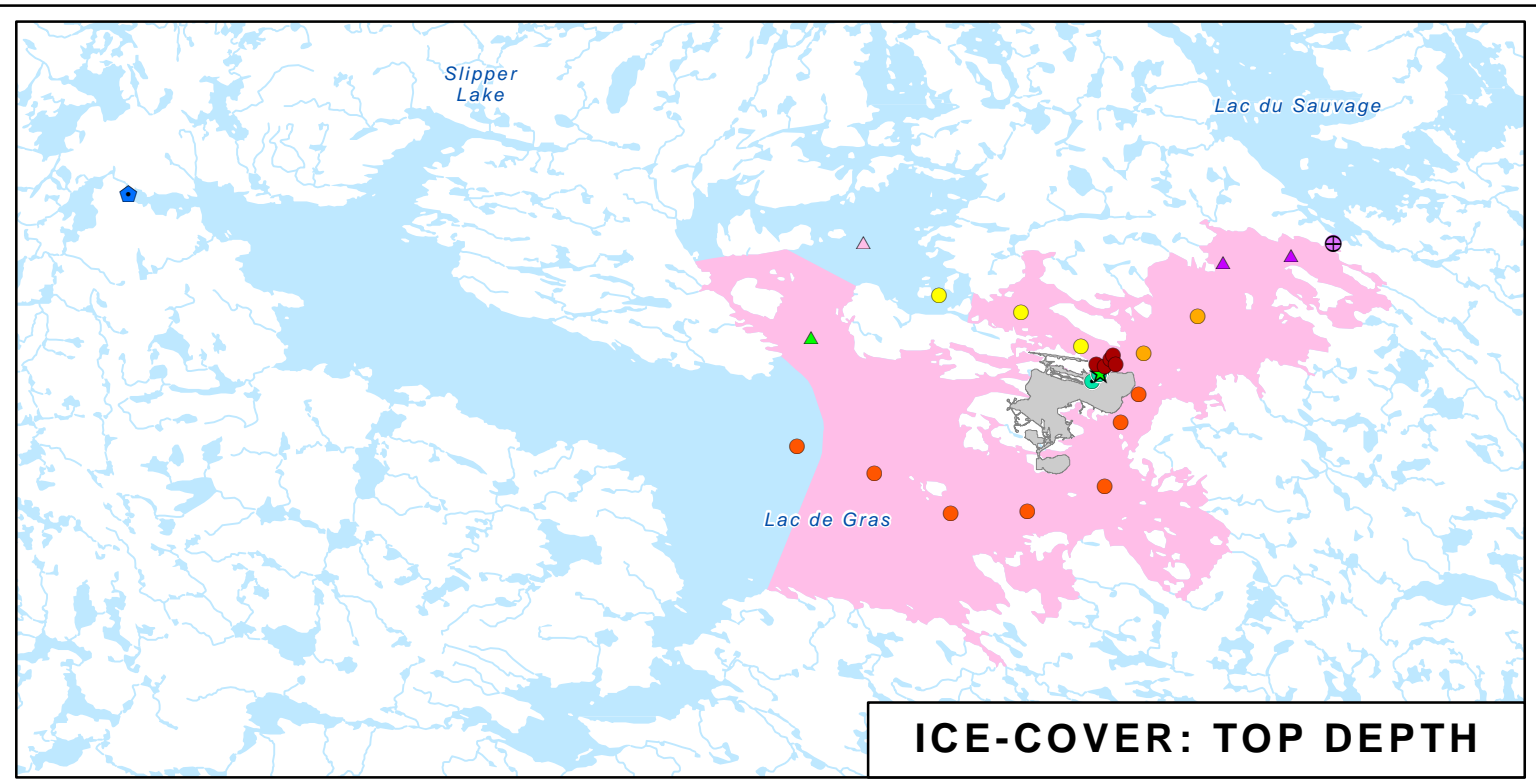 Slipper
Lake
Lac du Sauvage
Lac de Gras
ICE-COVER: TOP DEPTH